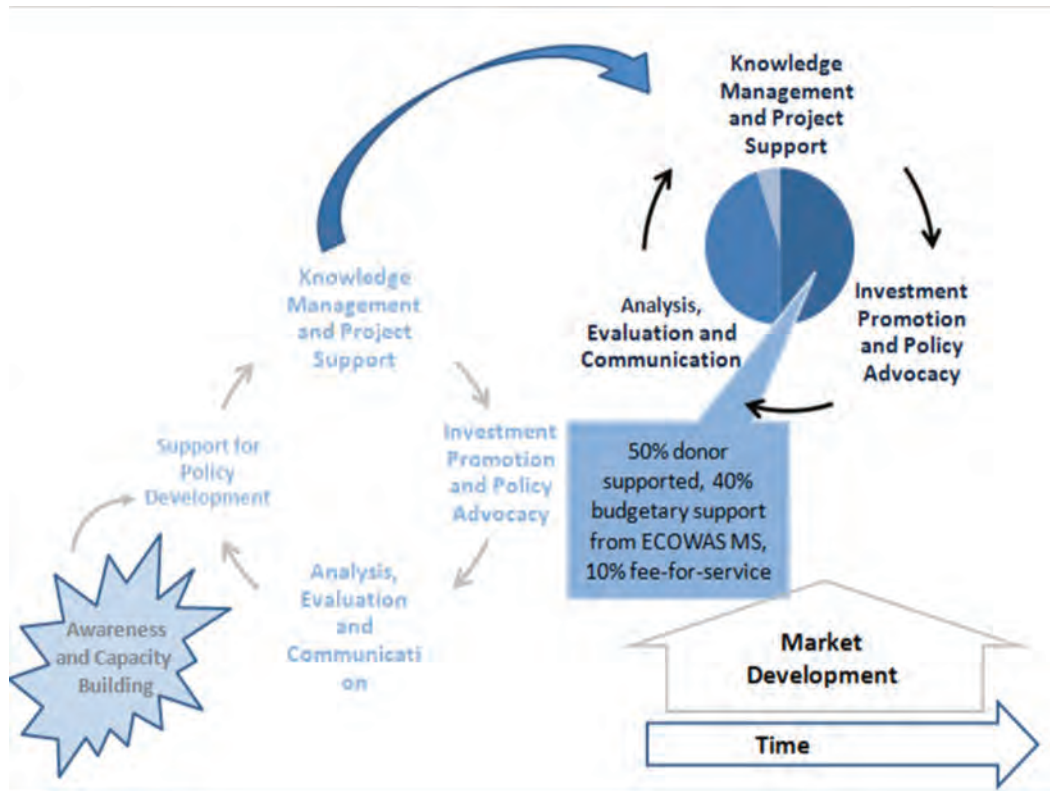 Knowledge
Management
and Project
Support
Analysis,
Evaluation and
Communication
Investment
Promotion
and Policy
Advocacy
Knowledge
Management
and Project
Support
Support for
Policy
Development
Investment
Promotion
and Policy
Advocacy
50% donor
supported, 40%
budgetary support
from ECOWAS MS,
10% fee-for-service
Analysis,
Evaluation
and
Communicati
on
Awareness
and Capacity
Building
Market
Development
Time